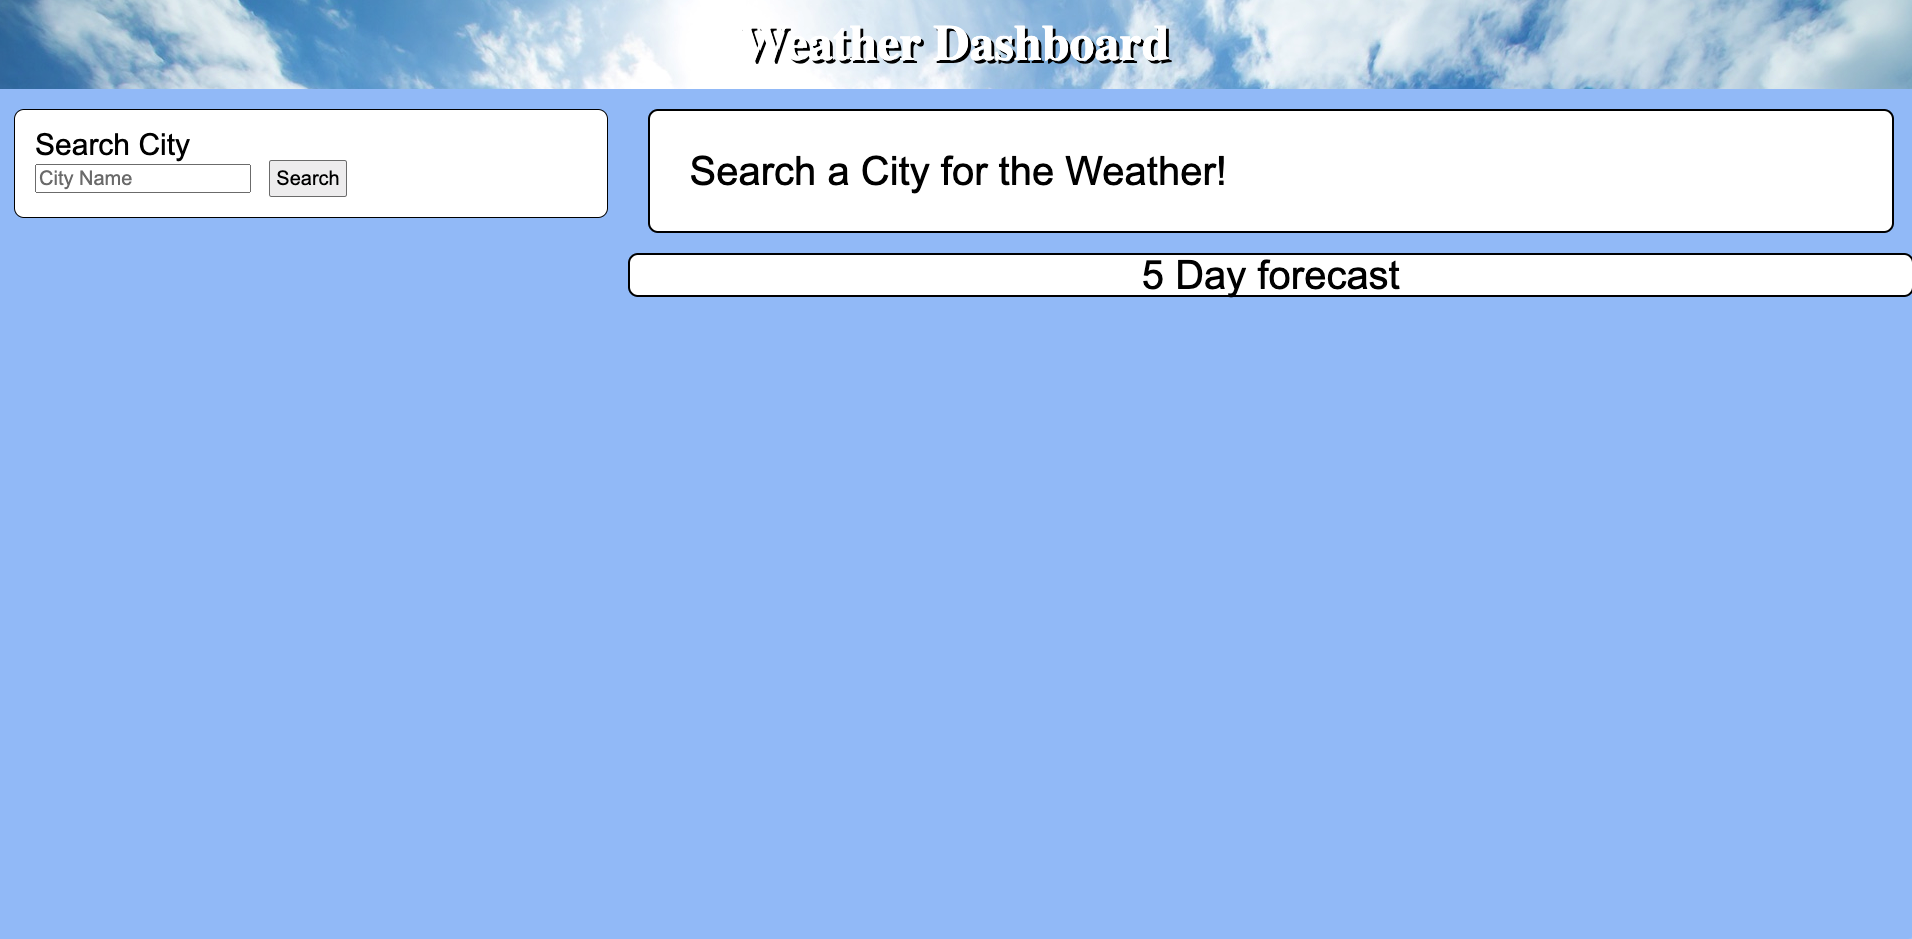 Weather Dashboard
Search City
City Name
Search
Search a City for the Weather!
5 Day forecast